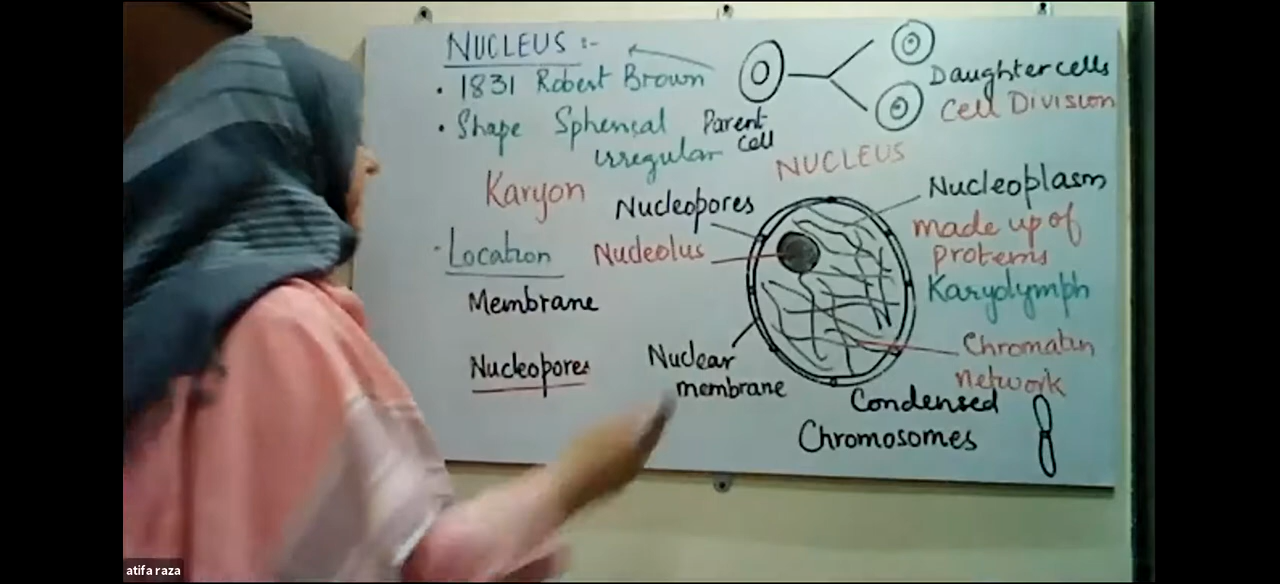 NUCLEUS :-
• 1831 Robert Brown
• Shape Spherical
irregular
Parent
cell
Daughter cells
Cell Division
Karyon
NUCLEUS
Nucleopores
Nucleoplasm
made up of
proteins
Karyolymph
• Location
Nucleolus
Membrane
Nucleopores
Nuclear
membrane
Chromatin
network
Condensed
Chromosomes
atifa raza